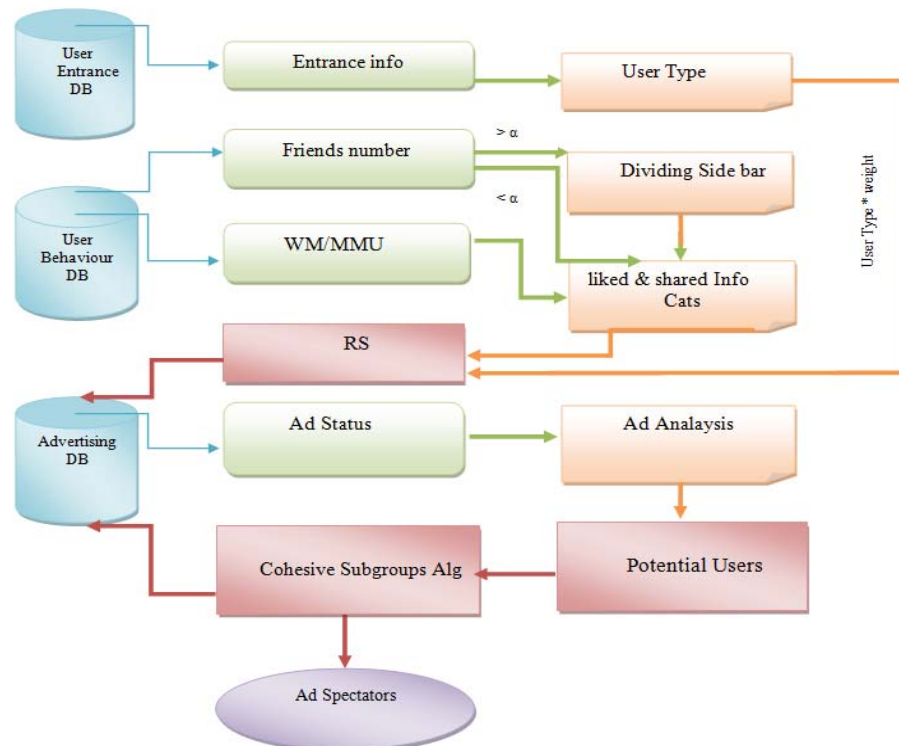 User
Entrance
DB
Entrance info
User Type
Friends number
> α
< α
Dividing Side bar
User Type * weight
User
Behaviour
DB
WM/MMU
liked & shared Info
Cats
RS
Advertising
DB
Ad Status
Ad Analaysis
Cohesive Subgroups Alg
Potential Users
Ad Spectators